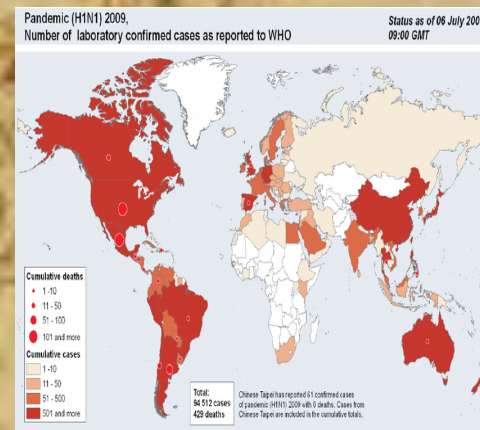 Pandemic (H1N1) 2009,
Number of laboratory confirmed cases as reported to WHO
Status as of 06 July 200
09:00 GMT
Cumulative deaths
1 -10
11 - 50
51 - 100
101 and more
Cumulative cases
1 -10
11 - 50
51 - 500
501 and more
Total:
94 512 cases
429 deaths
Chinese Taipei has reported 61 confirmed cases
of pandemic (H1N1) 2009 with 0 deaths. Cases from
Chinese Taipei are included in the cumulative totals.